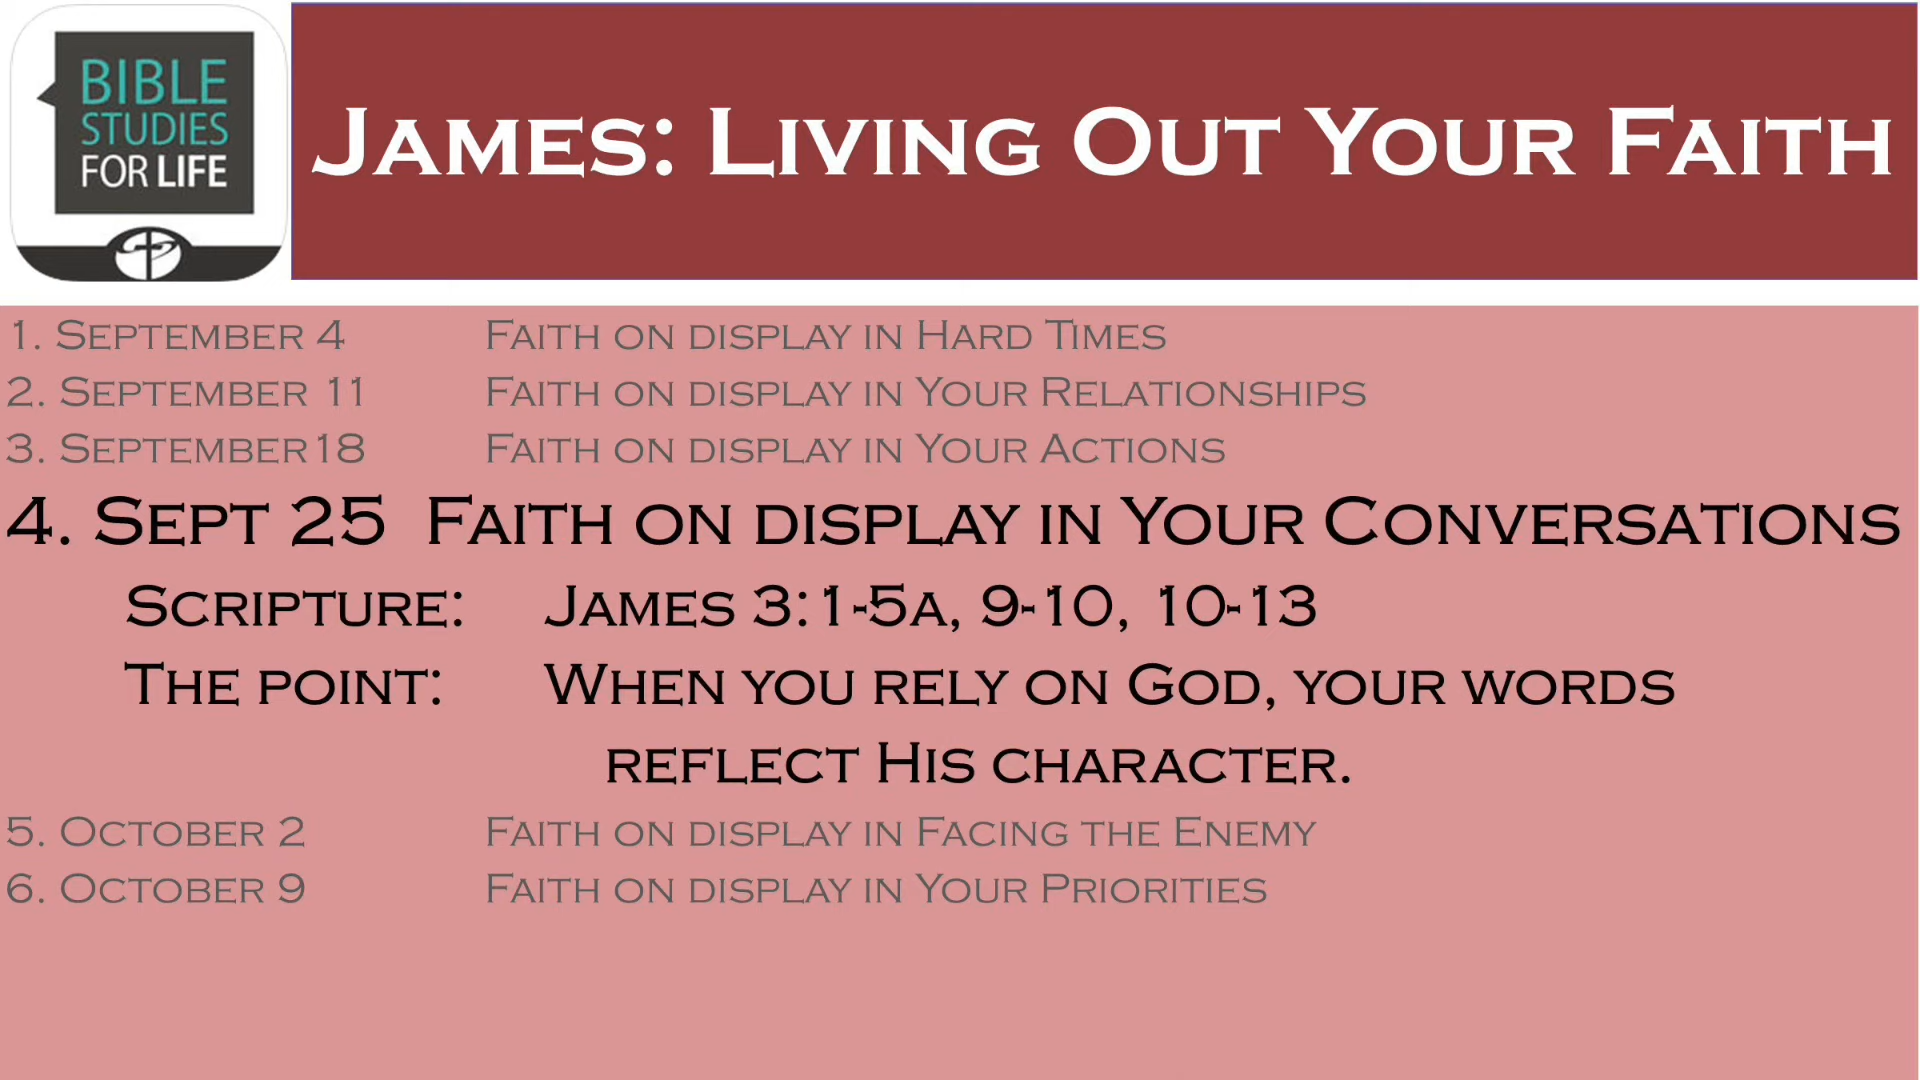 BIBLE
STUDIES
FOR LIFE
James: Living Out Your Faith
1. September 4 Faith on display in Hard Times
2. September 11 Faith on display in Your Relationships
3. September18 Faith on display in Your Actions
4. Sept 25 Faith on display in Your Conversations
Scripture: James 3:1-5a, 9-10, 10-13
The point: When you rely on God, your words
reflect His character.
5. October 2 Faith on display in Facing the Enemy
6. October 9 Faith on display in Your Priorities